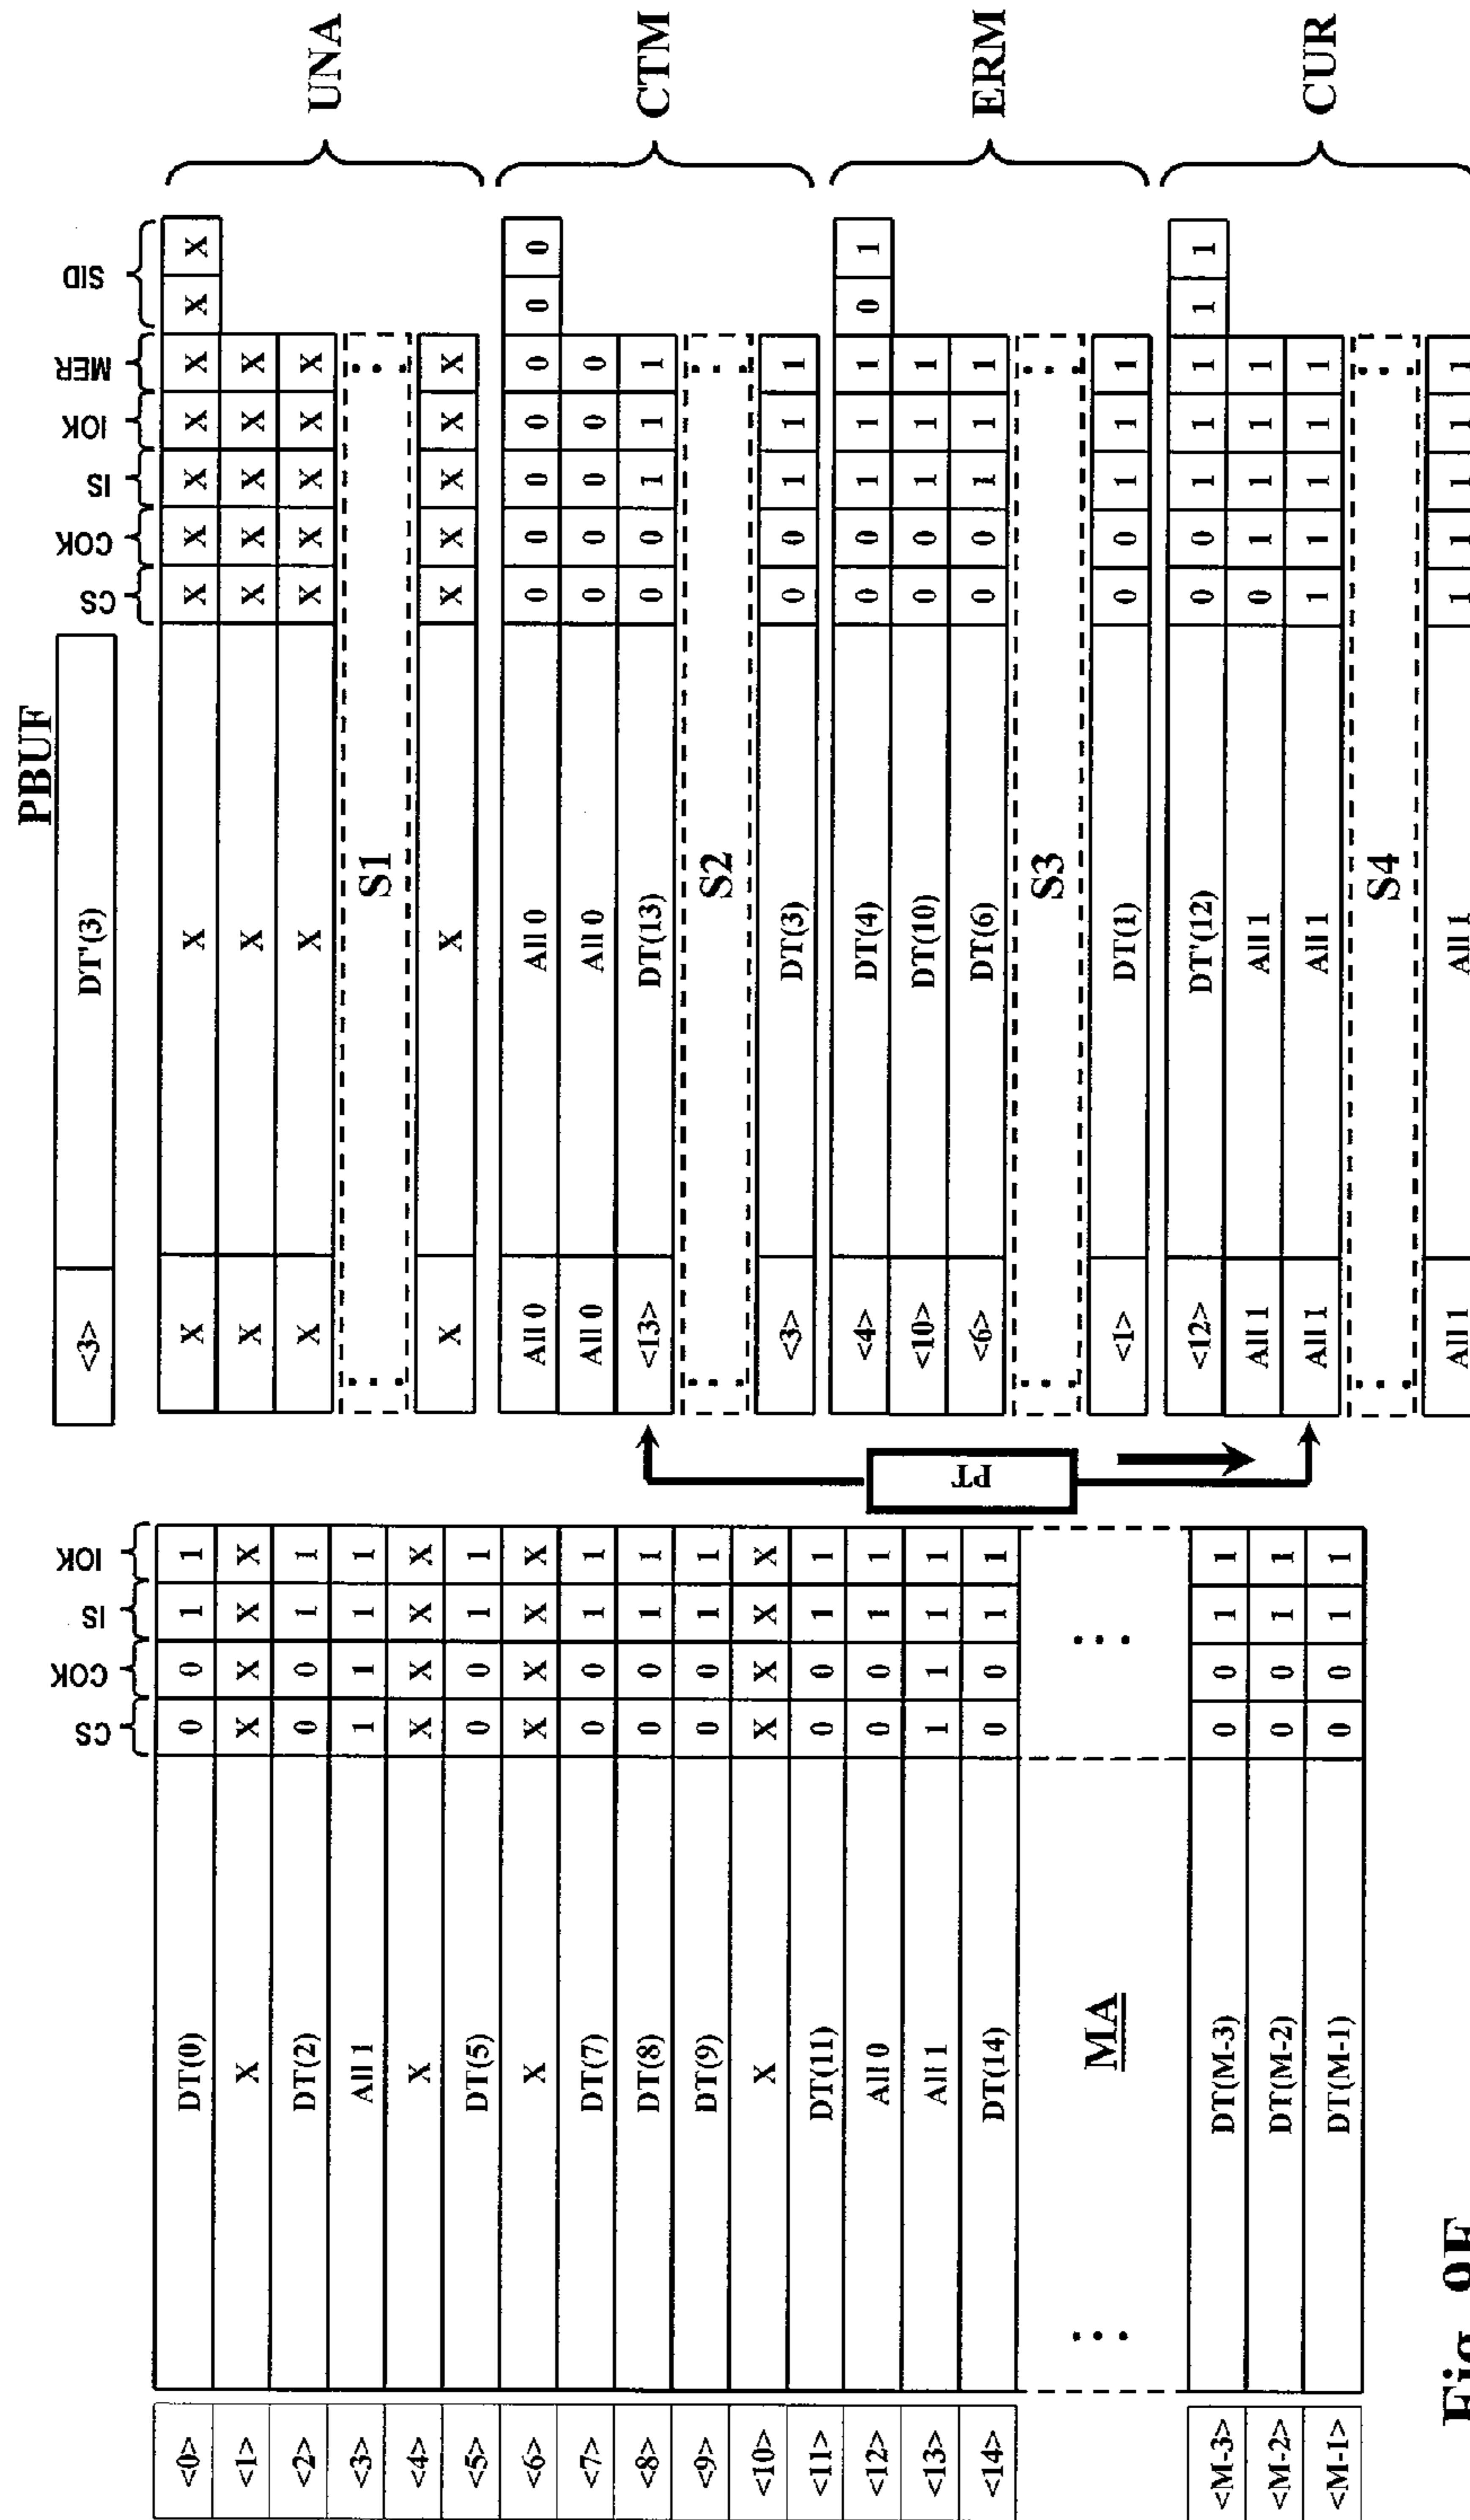 PBUF
<3> DT'(3)
CS COK IS IOK
<0> DT(0) 0 0 1 1
<1> X X X X X
<2> DT(2) 0 0 1 1
<3> All 1 1 1 1 1
<4> X X X X X
<5> DT(5) 0 0 1 1
<6> X X X X X
<7> DT(7) 0 0 1 1
<8> DT(8) 0 0 1 1
<9> DT(9) 0 0 1 1
<10> X X X X X
<11> DT(11) 0 0 1 1
<12> All 0 0 0 1 1
<13> All 1 1 1 1 1
<14> DT(14) 0 0 1 1
... MA ...
<M-3> DT(M-3) 0 0 1 1
<M-2> DT(M-2) 0 0 1 1
<M-1> DT(M-1) 0 0 1 1
PT
CS COK IS IOK MER SID
X X X X X X X X X
X X X X X X X
X X X X X X X
... S1 ...
X X X X X X X
UNA
All 0 All 0 0 0 0 0 0 0 0
All 0 All 0 0 0 0 0 0
<13> DT(13) 0 0 1 1 1
... S2 ...
<3> DT(3) 0 0 1 1 1
CTM
<4> DT(4) 0 0 1 1 1 0 1
<10> DT(10) 0 0 1 1 1
<6> DT(6) 0 0 1 1 1
... S3 ...
<1> DT(1) 0 0 1 1 1
ERM
<12> DT'(12) 0 0 1 1 1 1 1
All 1 All 1 0 1 1 1 1
All 1 All 1 1 1 1 1 1
... S4 ...
All 1 All 1 1 1 1 1 1
CUR
Fig.